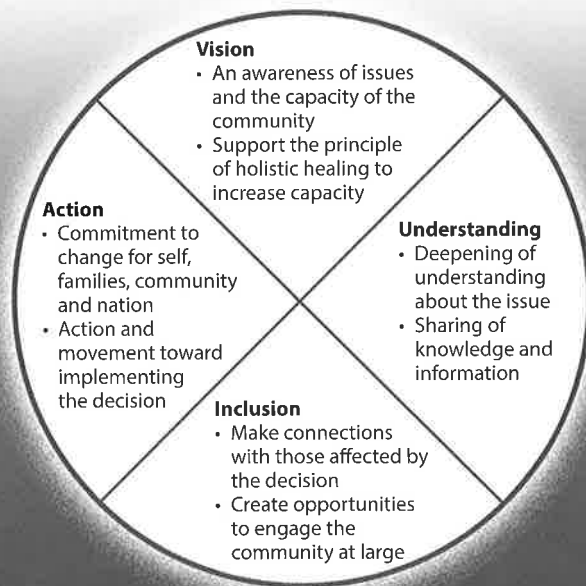 Vision
• An awareness of issues
and the capacity of the
community
• Support the principle
of holistic healing to
increase capacity
Understanding
• Deepening of
understanding
about the issue
• Sharing of
knowledge and
information
Inclusion
• Make connections
with those affected by
the decision
• Create opportunities
to engage the
community at large
Action
• Commitment to
change for self,
families, community
and nation
• Action and
movement toward
implementing
the decision